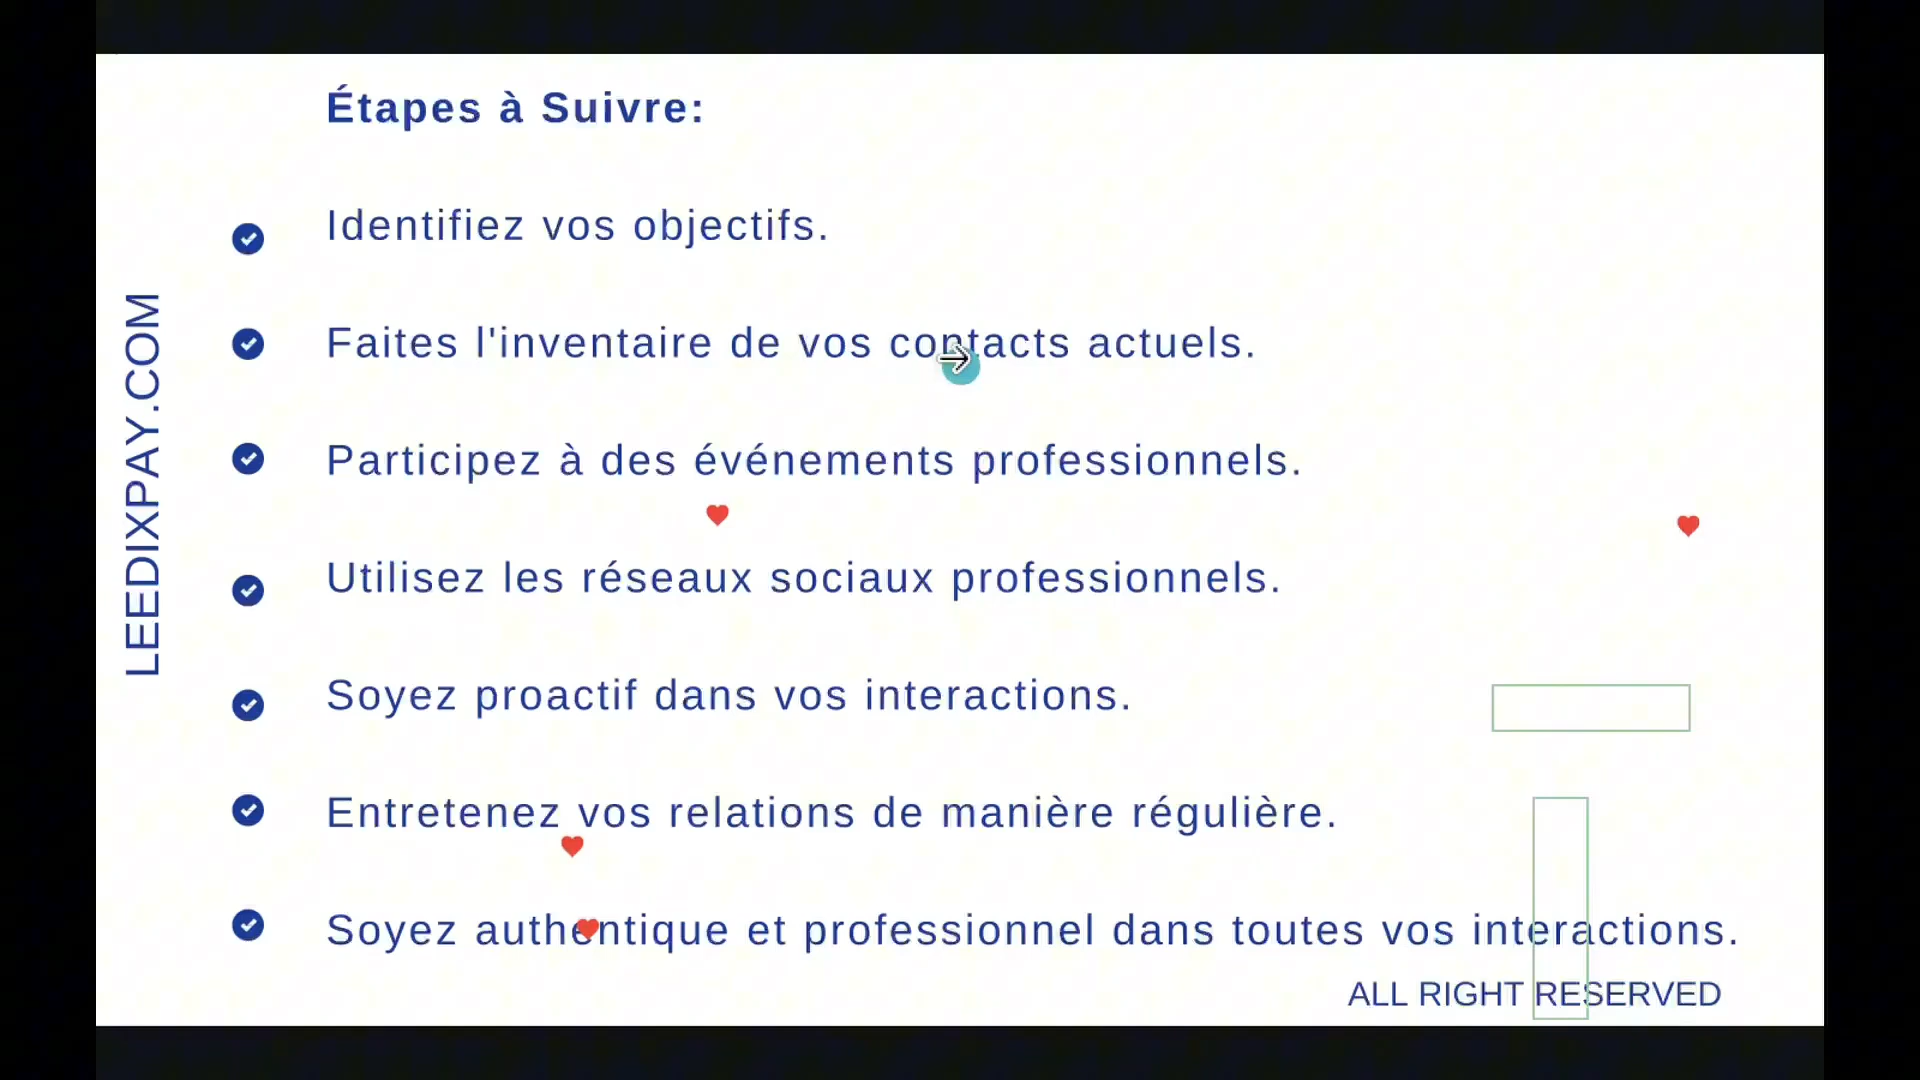 Étapes à Suivre:
Identifiez vos objectifs.
Faites l'inventaire de vos contacts actuels.
Participez à des événements professionnels.
Utilisez les réseaux sociaux professionnels.
Soyez proactif dans vos interactions.
Entretenez vos relations de manière régulière.
Soyez authentique et professionnel dans toutes vos interactions.
LEEDIXPAY.COM
ALL RIGHT RESERVED